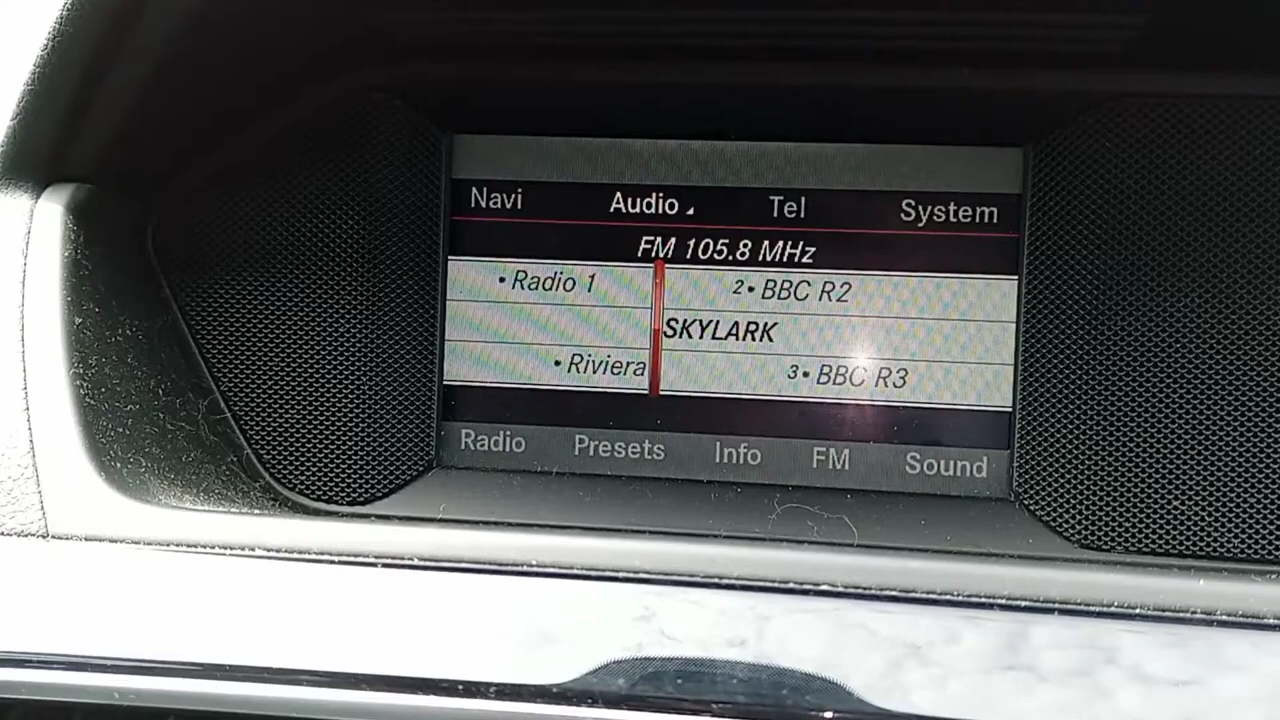 Navi Audio Tel System
FM 105.8 MHz
•Radio 1 2•BBC R2
SKYLARK
•Riviera 3•BBC R3
Radio Presets Info FM Sound